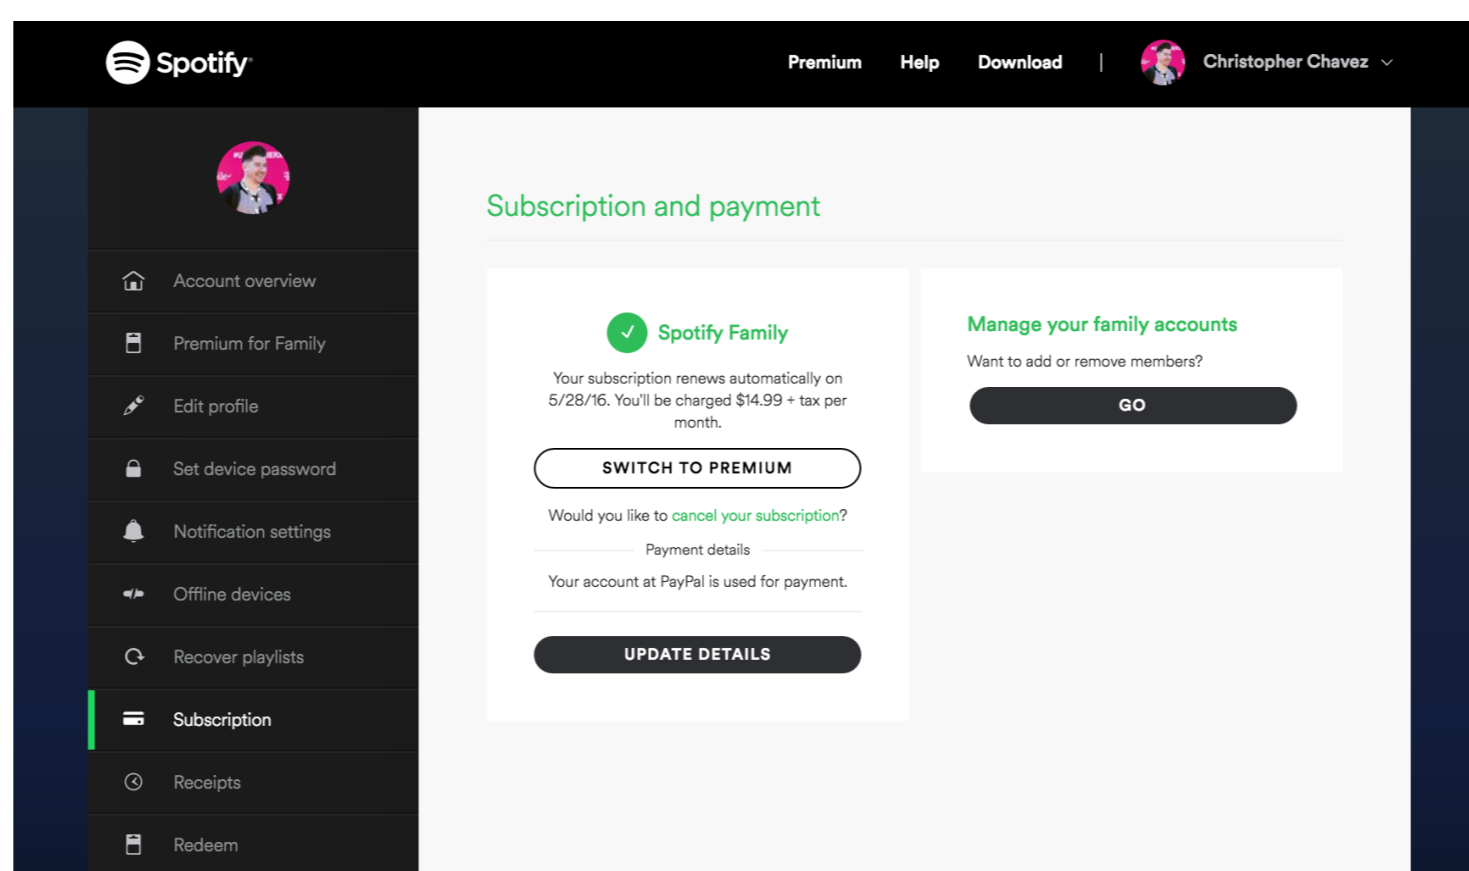 Spotify
Premium Help Download | Christopher Chavez
Account overview
Premium for Family
Edit profile
Set device password
Notification settings
Offline devices
Recover playlists
Subscription
Receipts
Redeem
Subscription and payment
Spotify Family
Your subscription renews automatically on
5/28/16. You'll be charged $14.99 + tax per
month.
SWITCH TO PREMIUM
Would you like to cancel your subscription?
Payment details
Your account at PayPal is used for payment.
UPDATE DETAILS
Manage your family accounts
Want to add or remove members?
GO